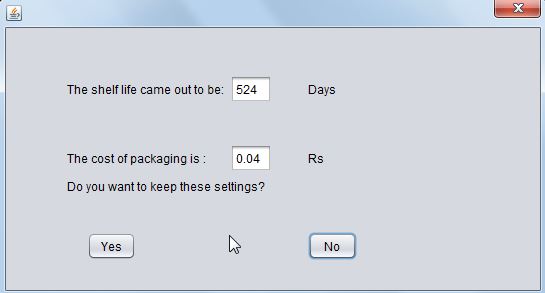 The shelf life came out to be: 524 Days
The cost of packaging is : 0.04 Rs
Do you want to keep these settings?
Yes No